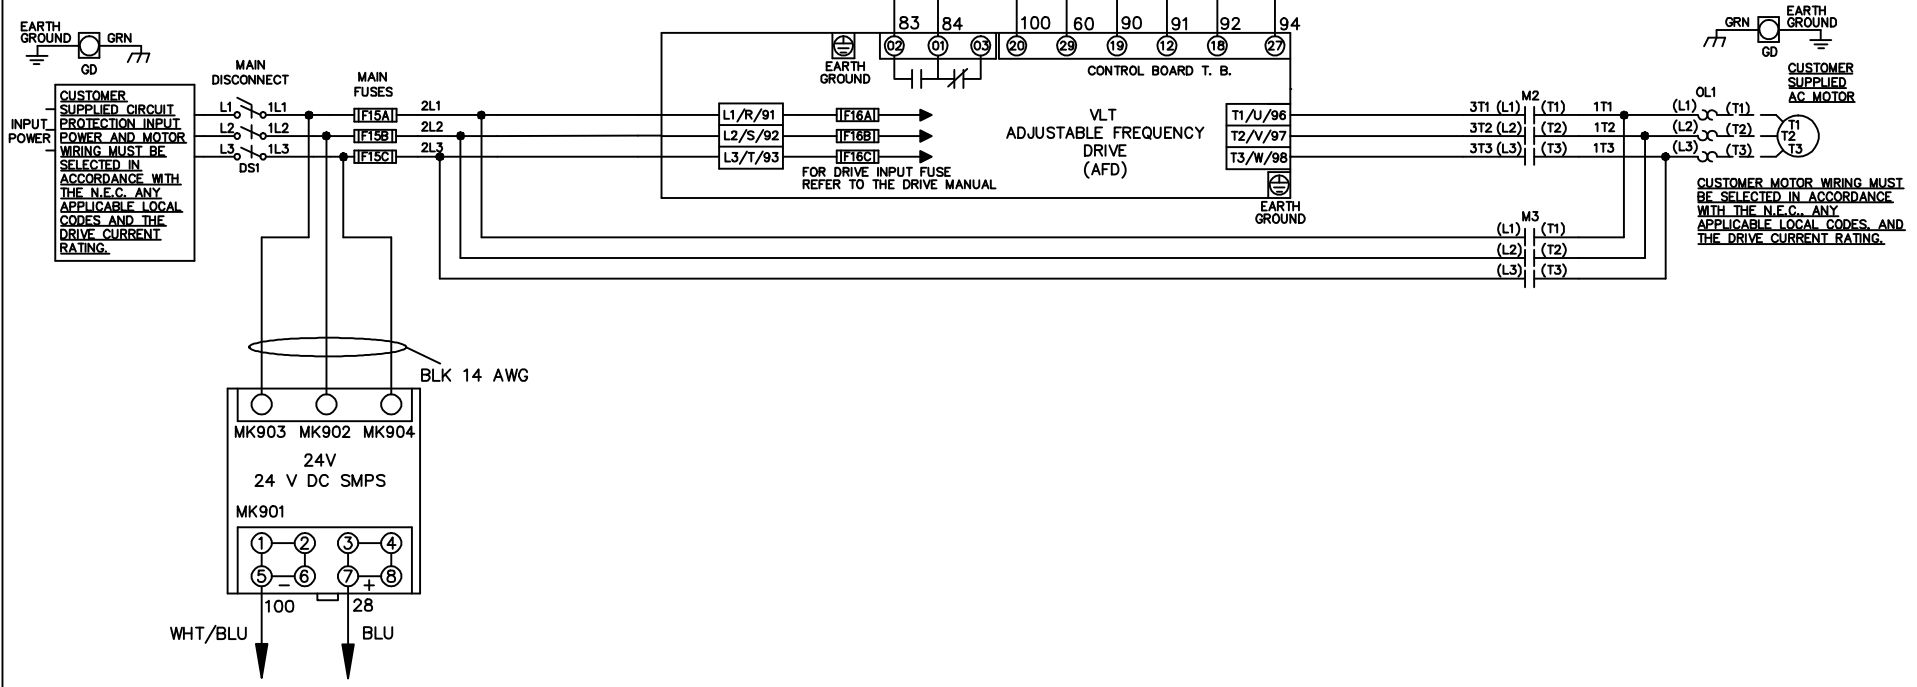 83 84 100 60 90 91 92 94
EARTH
GROUND
GRN
GD
02 01 03 20 29 19 12 18 27
EARTH
GROUND
CONTROL BOARD T. B.
GRN
EARTH
GROUND
GD
MAIN
DISCONNECT
MAIN
FUSES
CUSTOMER
SUPPLIED
AC MOTOR
INPUT
POWER
CUSTOMER
SUPPLIED CIRCUIT
PROTECTION INPUT
POWER AND MOTOR
WIRING MUST BE
SELECTED IN
ACCORDANCE WITH
THE N.E.C. ANY
APPLICABLE LOCAL
CODES AND THE
DRIVE CURRENT
RATING.
L1 1L1 F15A 2L1
L2 1L2 F15B 2L2
L3 1L3 F15C 2L3
DS1
L1/R/91 F16A
L2/S/92 F16B
L3/T/93 F16C
FOR DRIVE INPUT FUSE
REFER TO THE DRIVE MANUAL
VLT
ADJUSTABLE FREQUENCY
DRIVE
(AFD)
T1/U/96
T2/V/97
T3/W/98
EARTH
GROUND
M2
3T1 (L1) (T1) 1T1
3T2 (L2) (T2) 1T2
3T3 (L3) (T3) 1T3
OL1
(L1) (T1)
(L2) (T2)
(L3) (T3)
T1
T2
T3
CUSTOMER MOTOR WIRING MUST
BE SELECTED IN ACCORDANCE
WITH THE N.E.C., ANY
APPLICABLE LOCAL CODES, AND
THE DRIVE CURRENT RATING.
M3
(L1) (T1)
(L2) (T2)
(L3) (T3)
BLK 14 AWG
MK903 MK902 MK904
24V
24 V DC SMPS
MK901
1 2 3 4
5 6 7 8
− +
100 28
WHT/BLU BLU